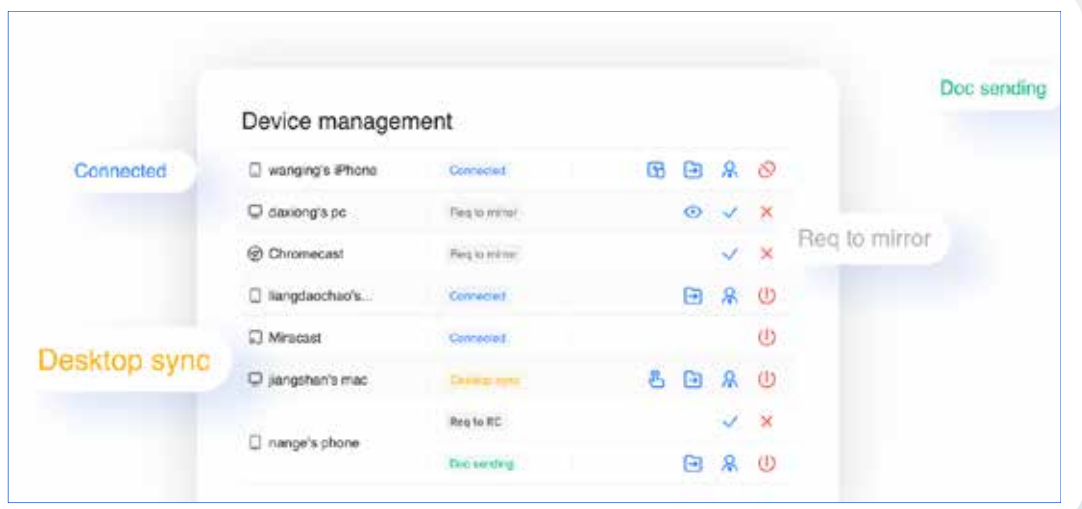 Doc sending
Device management
Connected
wanging's iPhone Connected
daxiong's pc Req to mirror
Chromecast Req to mirror
Req to mirror
liangdaochao's... Connected
Miracast Connected
Desktop sync
jiangshan's mac Desktop sync
Req to RC
nange's phone
Doc sending